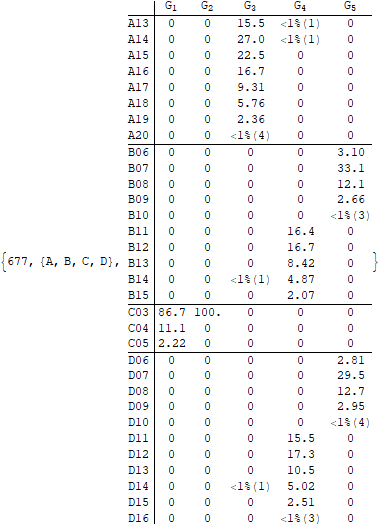 G1 G2 G3 G4 G5
A13 0 0 15.5 <1%(1) 0
A14 0 0 27.0 <1%(1) 0
A15 0 0 22.5 0 0
A16 0 0 16.7 0 0
A17 0 0 9.31 0 0
A18 0 0 5.76 0 0
A19 0 0 2.36 0 0
A20 0 0 <1%(4) 0 0
B06 0 0 0 0 3.10
B07 0 0 0 0 33.1
B08 0 0 0 0 12.1
B09 0 0 0 0 2.66
B10 0 0 0 0 <1%(3)
B11 0 0 0 16.4 0
B12 0 0 0 16.7 0
{677, {A, B, C, D}, B13 0 0 0 8.42 0 }
B14 0 0 <1%(1) 4.87 0
B15 0 0 0 2.07 0
C03 86.7 100. 0 0 0
C04 11.1 0 0 0 0
C05 2.22 0 0 0 0
D06 0 0 0 0 2.81
D07 0 0 0 0 29.5
D08 0 0 0 0 12.7
D09 0 0 0 0 2.95
D10 0 0 0 0 <1%(4)
D11 0 0 0 15.5 0
D12 0 0 0 17.3 0
D13 0 0 0 10.5 0
D14 0 0 <1%(1) 5.02 0
D15 0 0 0 2.51 0
D16 0 0 0 <1%(3) 0